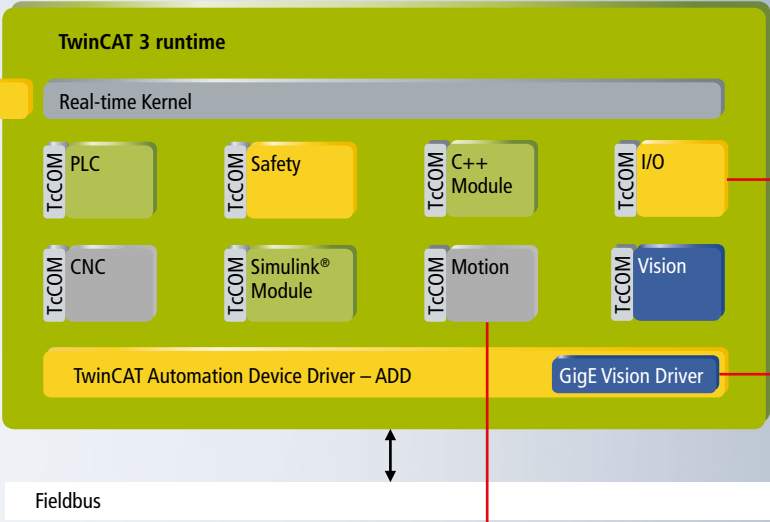 TwinCAT 3 runtime
Real-time Kernel
TcCOM
PLC
TcCOM
Safety
TcCOM
C++
Module
TcCOM
I/O
TcCOM
CNC
TcCOM
Simulink®
Module
TcCOM
Motion
TcCOM
Vision
TwinCAT Automation Device Driver – ADD
GigE Vision Driver
Fieldbus